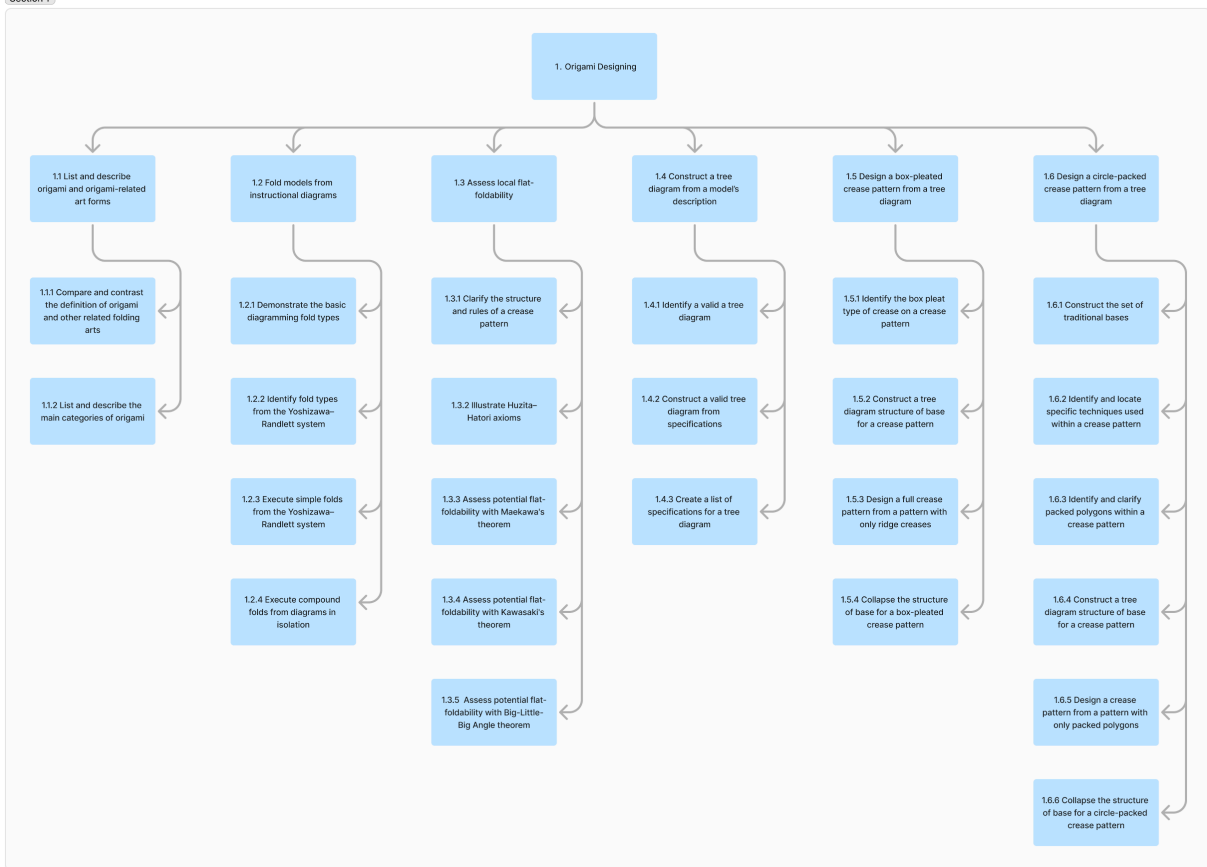 Section 1
1. Origami Designing
1.1 List and describe
origami and origami-related
art forms
1.2 Fold models from
instructional diagrams
1.3 Assess local flat-
foldability
1.4 Construct a tree
diagram from a model's
description
1.5 Design a box-pleated
crease pattern from a tree
diagram
1.6 Design a circle-packed
crease pattern from a tree
diagram
1.1.1 Compare and contrast
the definition of origami
and other related folding
arts
1.2.1 Demonstrate the basic
diagramming fold types
1.3.1 Clarify the structure
and rules of a crease
pattern
1.4.1 Identify a valid a tree
diagram
1.5.1 Identify the box pleat
type of crease on a crease
pattern
1.6.1 Construct the set of
traditional bases
1.1.2 List and describe the
main categories of origami
1.2.2 Identify fold types
from the Yoshizawa–
Randlett system
1.3.2 Illustrate Huzita–
Hatori axioms
1.4.2 Construct a valid tree
diagram from
specifications
1.5.2 Construct a tree
diagram structure of base
for a crease pattern
1.6.2 Identify and locate
specific techniques used
within a crease pattern
1.2.3 Execute simple folds
from the Yoshizawa–
Randlett system
1.3.3 Assess potential flat-
foldability with Maekawa's
theorem
1.4.3 Create a list of
specifications for a tree
diagram
1.5.3 Design a full crease
pattern from a pattern with
only ridge creases
1.6.3 Identify and clarify
packed polygons within a
crease pattern
1.2.4 Execute compound
folds from diagrams in
isolation
1.3.4 Assess potential flat-
foldability with Kawasaki's
theorem
1.5.4 Collapse the structure
of base for a box-pleated
crease pattern
1.6.4 Construct a tree
diagram structure of base
for a crease pattern
1.3.5 Assess potential flat-
foldability with Big-Little-
Big Angle theorem
1.6.5 Design a crease
pattern from a pattern with
only packed polygons
1.6.6 Collapse the structure
of base for a circle-packed
crease pattern